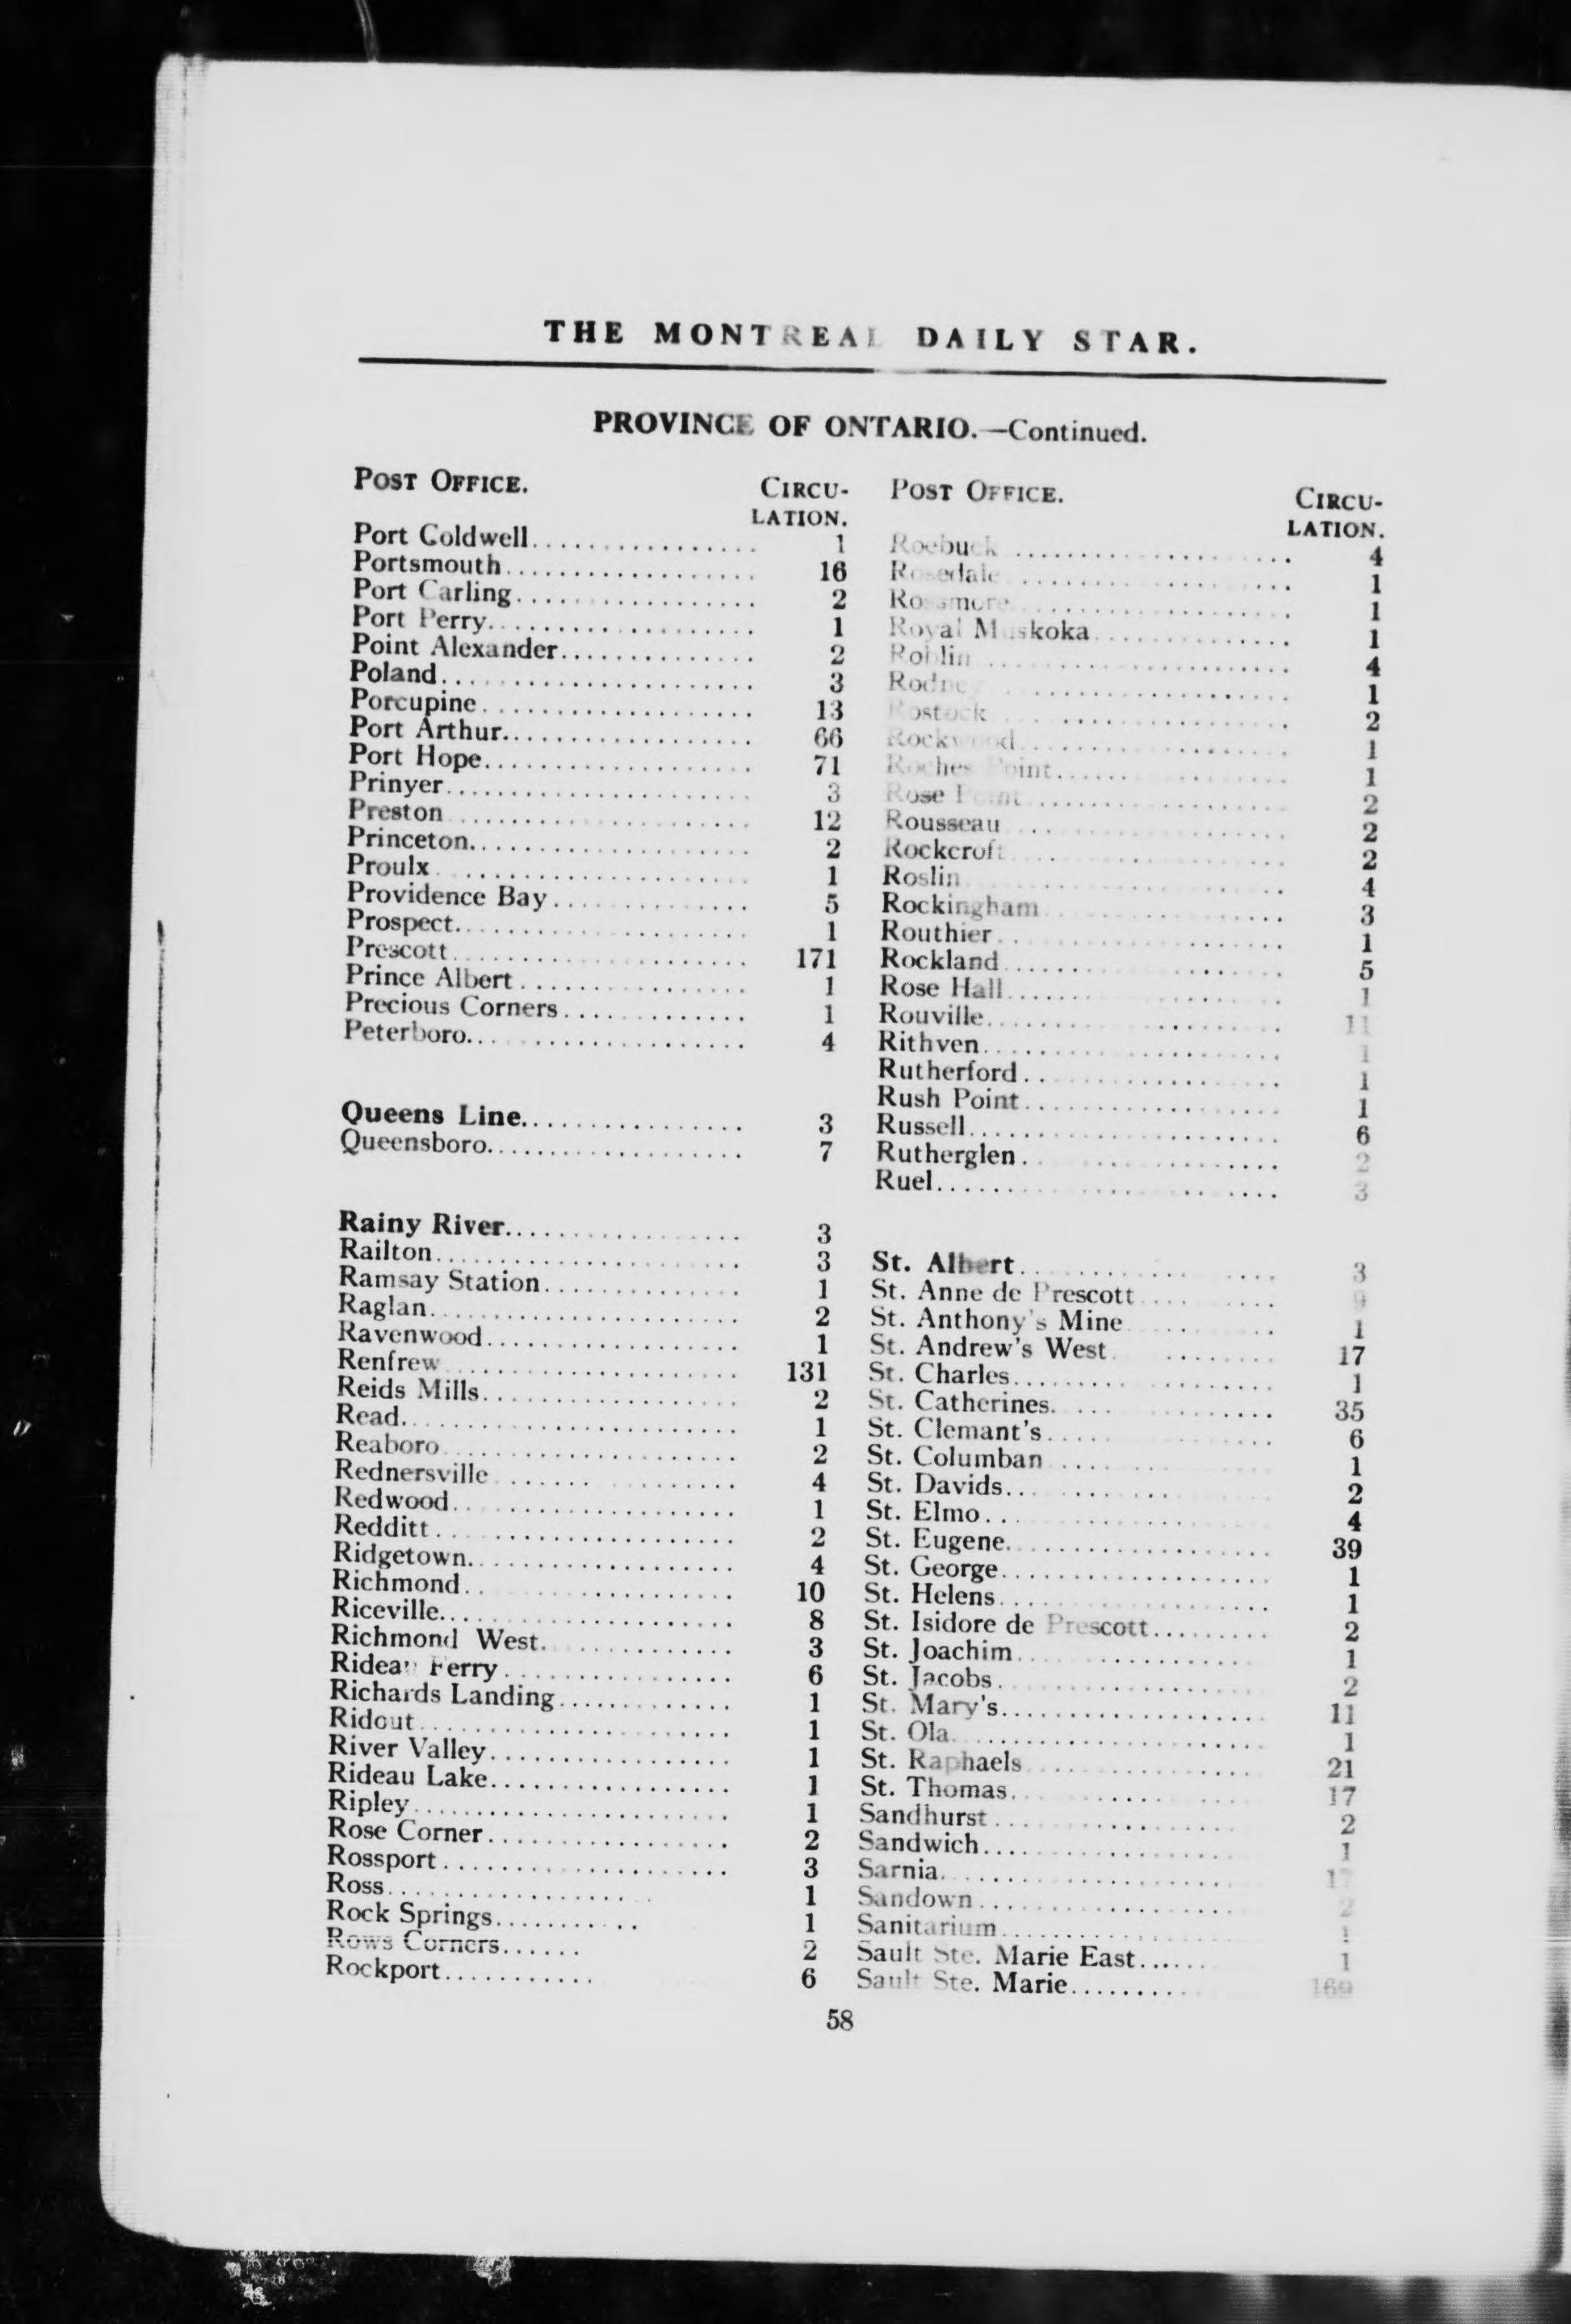 THE MONTREAL DAILY STAR.
PROVINCE OF ONTARIO.—Continued.
POST OFFICE. CIRCU-
LATION.
Port Coldwell................. 1
Portsmouth................... 16
Port Carling................. 2
Port Perry................... 1
Point Alexander.............. 2
Poland....................... 3
Porcupine.................... 13
Port Arthur.................. 66
Port Hope.................... 71
Prinyer...................... 3
Preston...................... 12
Princeton.................... 2
Proulx....................... 1
Providence Bay............... 5
Prospect..................... 1
Prescott..................... 171
Prince Albert................ 1
Precious Corners............. 1
Peterboro.................... 4
Queens Line................. 3
Queensboro................... 7
Rainy River.................. 3
Railton...................... 3
Ramsay Station............... 1
Raglan....................... 2
Ravenwood.................... 1
Renfrew...................... 131
Reids Mills.................. 2
Read......................... 1
Reaboro...................... 2
Rednersville................. 4
Redwood...................... 1
Redditt...................... 2
Ridgetown.................... 4
Richmond..................... 10
Riceville.................... 8
Richmond West................ 3
Rideau Ferry................. 6
Richards Landing............. 1
Ridout....................... 1
River Valley................. 1
Rideau Lake.................. 1
Ripley....................... 1
Rose Corner.................. 2
Rossport..................... 3
Ross......................... 1
Rock Springs........... 1
Rows Corners...... 2
Rockport............ 6
POST OFFICE. CIRCU-
LATION.
Roebuck..................... 4
Rosedale.................... 1
Rossmore.................... 1
Royal Muskoka............... 1
Roblin...................... 4
Rodney...................... 1
Rostock..................... 2
Rockwood.................... 1
Roches Point................ 1
Rose Point.................. 2
Rousseau.................... 2
Rockcroft................... 2
Roslin...................... 4
Rockingham.................. 3
Routhier.................... 1
Rockland.................... 5
Rose Hall................... 1
Rouville.................... 11
Rithven..................... 1
Rutherford.................. 1
Rush Point.................. 1
Russell..................... 6
Rutherglen.................. 2
Ruel........................ 3
St. Albert.................. 3
St. Anne de Prescott.......... 9
St. Anthony's Mine........... 1
St. Andrew's West............ 17
St. Charles.................. 1
St. Catherines............... 35
St. Clemant's................ 6
St. Columban................. 1
St. Davids................... 2
St. Elmo..................... 4
St. Eugene................... 39
St. George................... 1
St. Helens................... 1
St. Isidore de Prescott......... 2
St. Joachim.................. 1
St. Jacobs................... 2
St. Mary's................... 11
St. Ola...................... 1
St. Raphaels................. 21
St. Thomas................... 17
Sandhurst.................... 2
Sandwich..................... 1
Sarnia....................... 17
Sandown...................... 2
Sanitarium................... 1
Sault Ste. Marie East...... 1
Sault Ste. Marie.......... 169
58